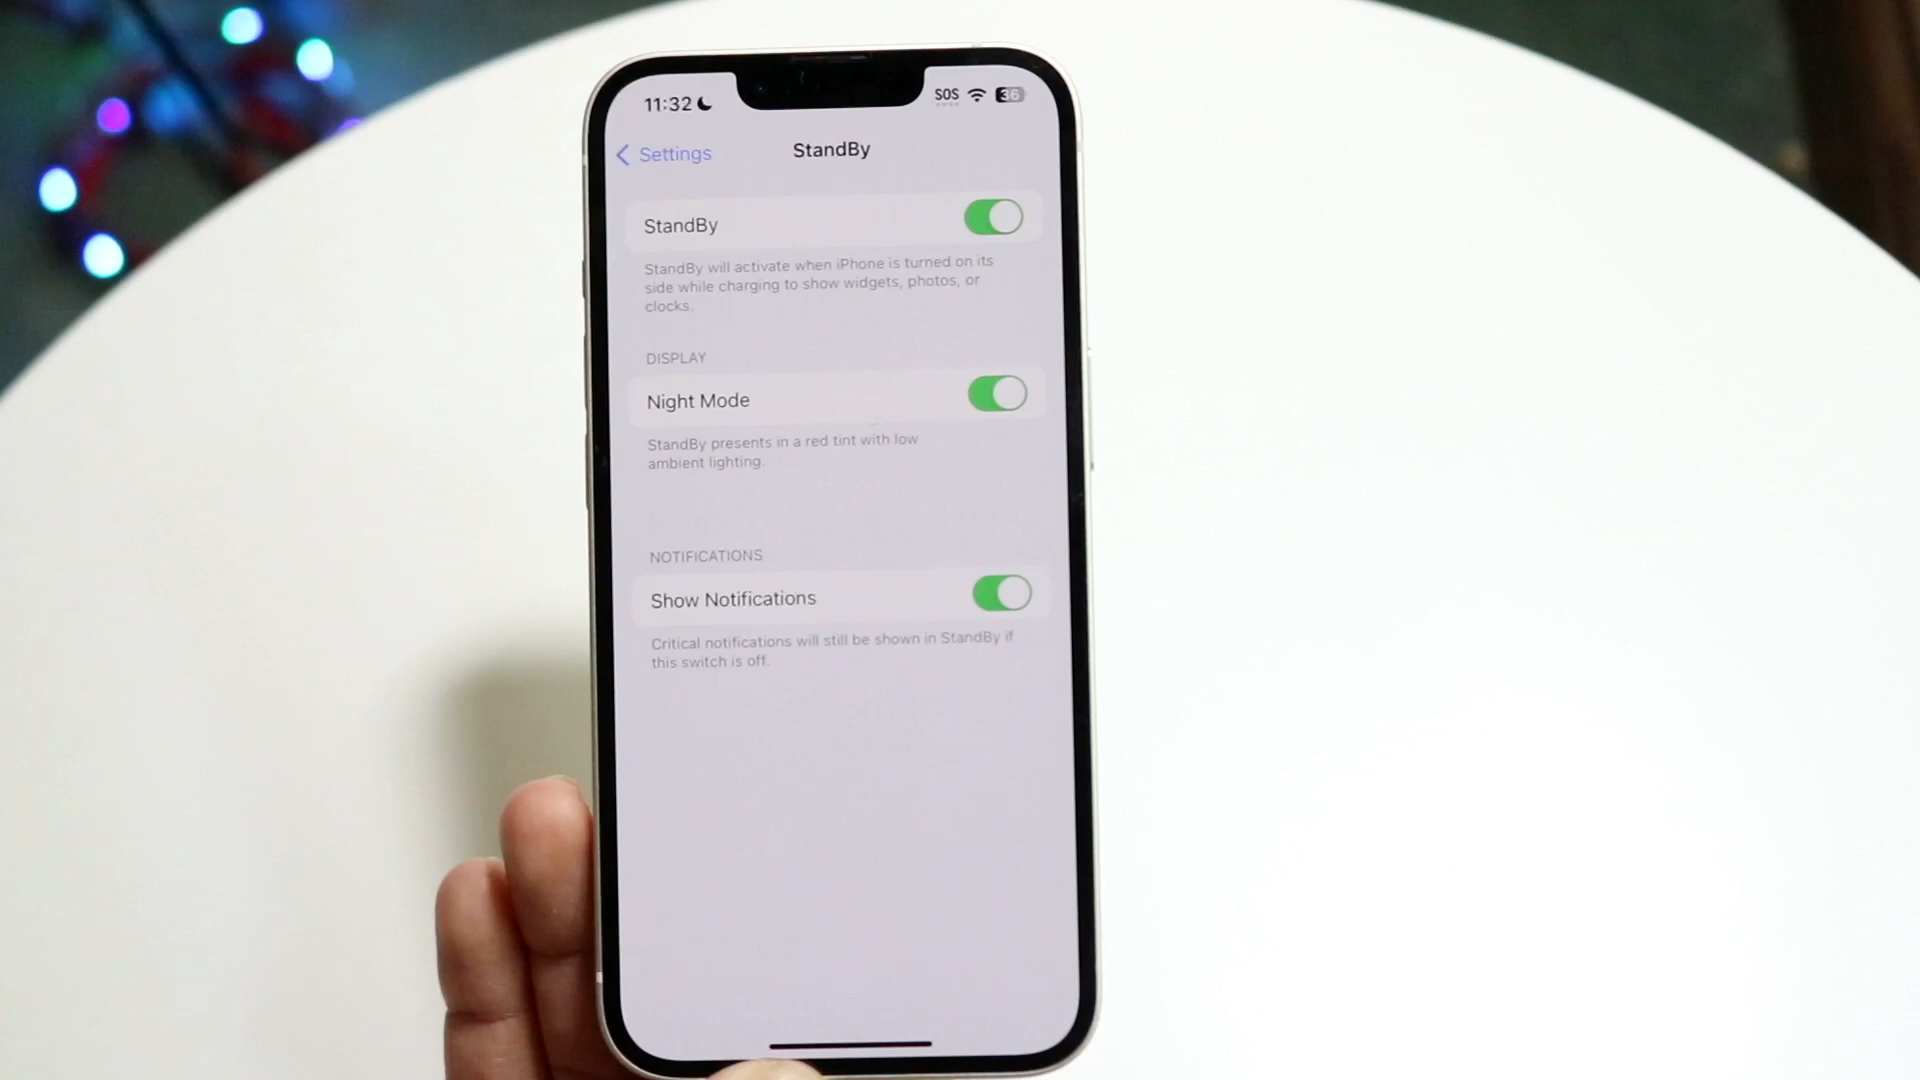 11:32
SOS
36
Settings
StandBy
StandBy
StandBy will activate when iPhone is turned on its
side while charging to show widgets, photos, or
clocks.
DISPLAY
Night Mode
StandBy presents in a red tint with low
ambient lighting.
NOTIFICATIONS
Show Notifications
Critical notifications will still be shown in StandBy if
this switch is off.